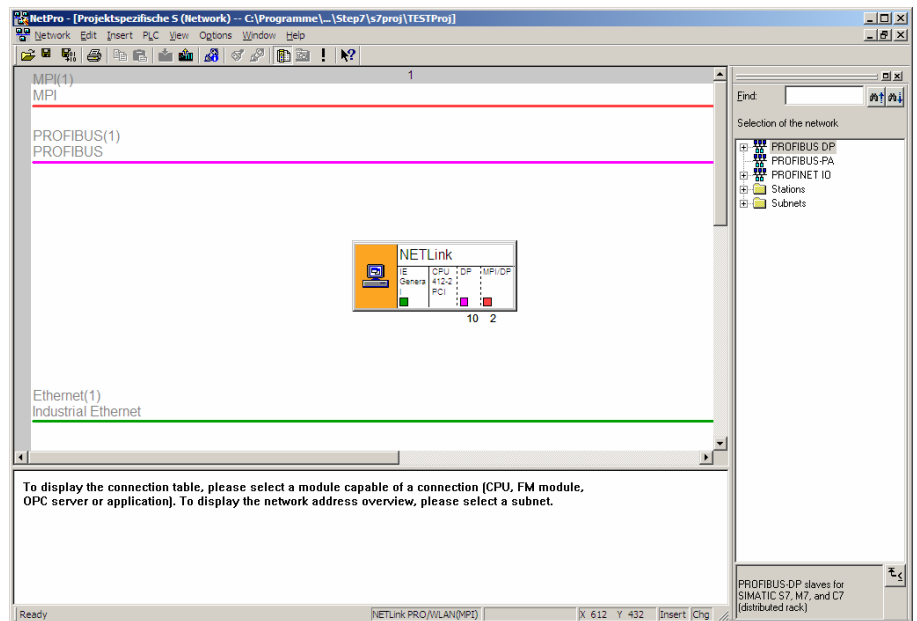 NetPro - [Projektspezifische S (Network) -- C:\Programme\...\Step7\s7proj\TESTProj]
Network Edit Insert PLC View Options Window Help
1
MPI(1)
MPI
PROFIBUS(1)
PROFIBUS
NETLink
IE General
CPU 412-2 PCI
DP
MPI/DP
10 2
Ethernet(1)
Industrial Ethernet
Find:
Selection of the network
PROFIBUS DP
PROFIBUS-PA
PROFINET IO
Stations
Subnets
To display the connection table, please select a module capable of a connection (CPU, FM module,
OPC server or application). To display the network address overview, please select a subnet.
PROFIBUS-DP slaves for
SIMATIC S7, M7, and C7
(distributed rack)
Ready
NETLink PRO/WLAN(MPI)
X 612 Y 432
Insert
Chg